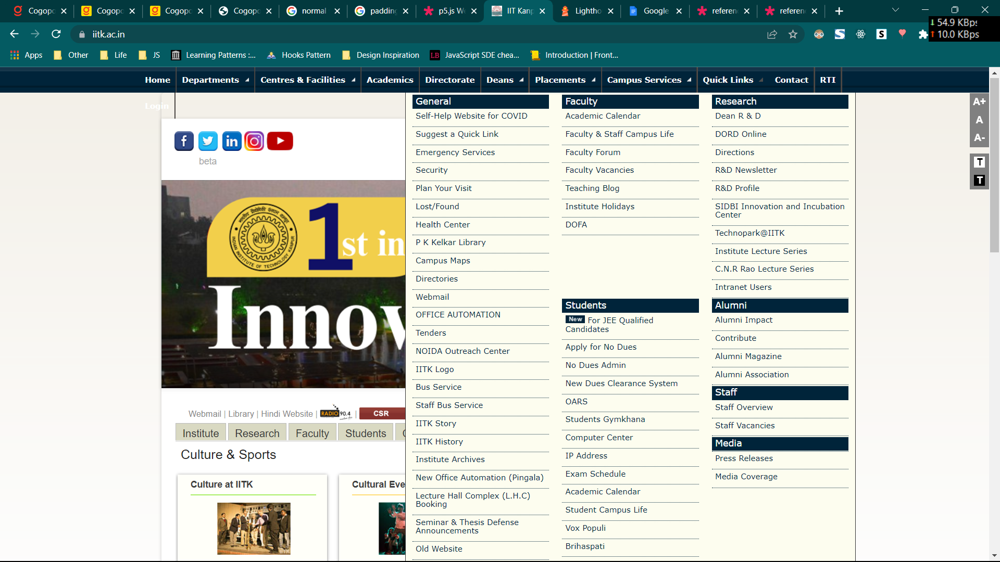 Cogopo
Cogopo
Cogopo
Cogopo
normal
padding
p5.js We
IIT Kanp
Lightho
Google
referen
referen
iitk.ac.in
54.9 KBps
10.0 KBps
Apps
Other
Life
JS
Learning Patterns :...
Hooks Pattern
Design Inspiration
LB
JavaScript SDE chea...
Introduction | Front...
Home
Departments
Centres & Facilities
Academics
Directorate
Deans
Placements
Campus Services
Quick Links
Contact
RTI
Login
A+
A
A-
T
T
beta
1st in
Innov
Webmail | Library | Hindi Website |
RADIO 90.4
|
CSR
Institute
Research
Faculty
Students
Culture & Sports
Culture at IITK
Cultural Eve
General
Self-Help Website for COVID
Suggest a Quick Link
Emergency Services
Security
Plan Your Visit
Lost/Found
Health Center
P K Kelkar Library
Campus Maps
Directories
Webmail
OFFICE AUTOMATION
Tenders
NOIDA Outreach Center
IITK Logo
Bus Service
Staff Bus Service
IITK Story
IITK History
Institute Archives
New Office Automation (Pingala)
Lecture Hall Complex (L.H.C)
Booking
Seminar & Thesis Defense
Announcements
Old Website
Faculty
Academic Calendar
Faculty & Staff Campus Life
Faculty Forum
Faculty Vacancies
Teaching Blog
Institute Holidays
DOFA
Students
New For JEE Qualified
Candidates
Apply for No Dues
No Dues Admin
New Dues Clearance System
OARS
Students Gymkhana
Computer Center
IP Address
Exam Schedule
Academic Calendar
Student Campus Life
Vox Populi
Brihaspati
Research
Dean R & D
DORD Online
Directions
R&D Newsletter
R&D Profile
SIDBI Innovation and Incubation
Center
Technopark@IITK
Institute Lecture Series
C.N.R Rao Lecture Series
Intranet Users
Alumni
Alumni Impact
Contribute
Alumni Magazine
Alumni Association
Staff
Staff Overview
Staff Vacancies
Media
Press Releases
Media Coverage